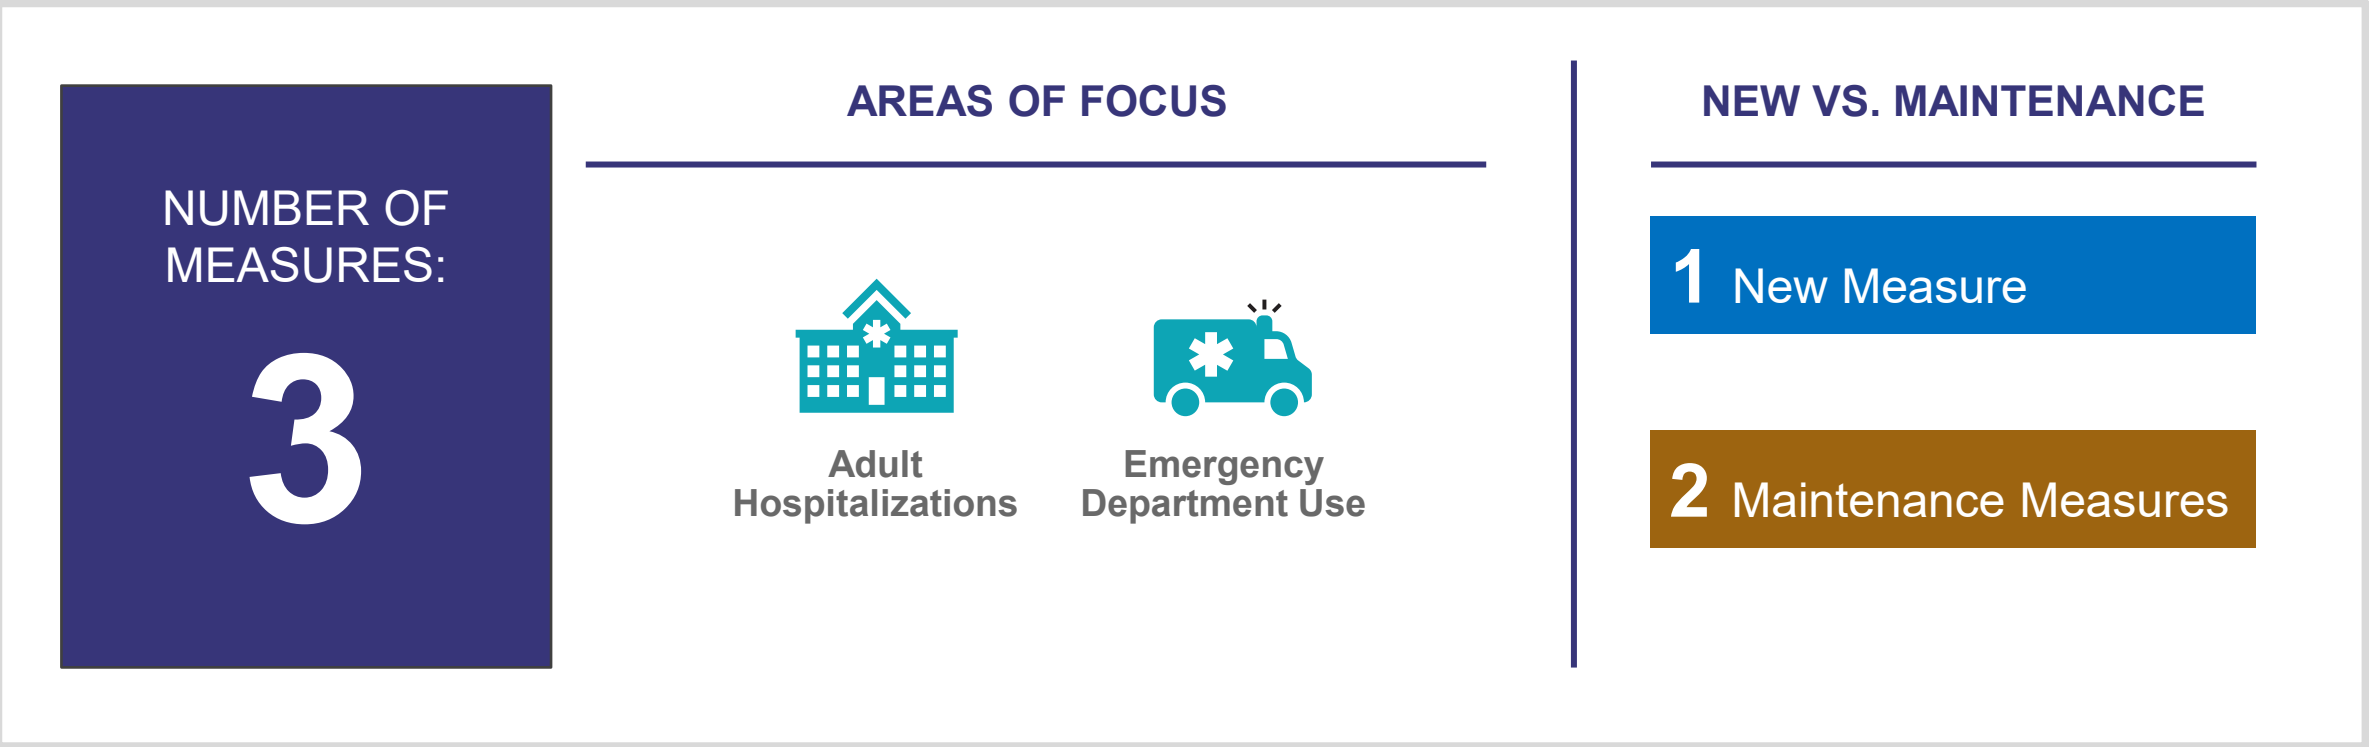 NUMBER OF
MEASURES:
3
AREAS OF FOCUS
Adult
Hospitalizations
Emergency
Department Use
NEW VS. MAINTENANCE
1 New Measure
2 Maintenance Measures